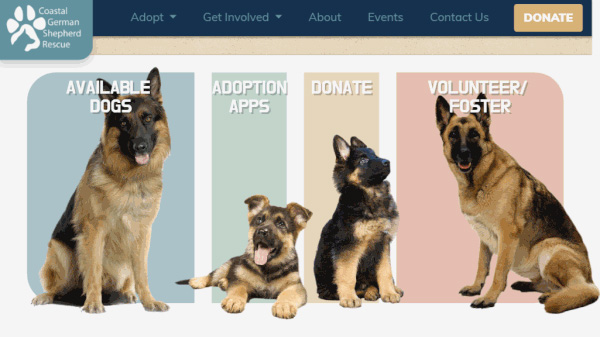 Coastal
German
Shepherd
Rescue
Adopt
Get Involved
About
Events
Contact Us
DONATE
AVAILABLE
DOGS
ADOPTION
APPS
DONATE
VOLUNTEER/
FOSTER